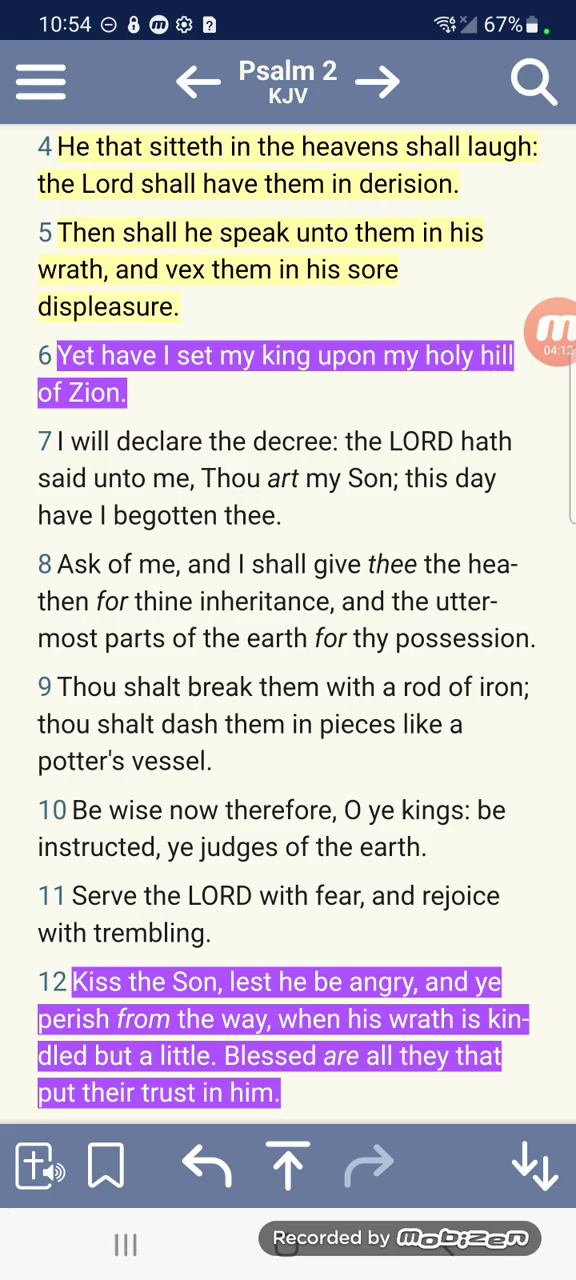 10:54
67%
Psalm 2
KJV
4 He that sitteth in the heavens shall laugh:
the Lord shall have them in derision.
5 Then shall he speak unto them in his
wrath, and vex them in his sore
displeasure.
6 Yet have I set my king upon my holy hill
of Zion.
04:12
7 I will declare the decree: the LORD hath
said unto me, Thou art my Son; this day
have I begotten thee.
8 Ask of me, and I shall give thee the hea-
then for thine inheritance, and the utter-
most parts of the earth for thy possession.
9 Thou shalt break them with a rod of iron;
thou shalt dash them in pieces like a
potter's vessel.
10 Be wise now therefore, O ye kings: be
instructed, ye judges of the earth.
11 Serve the LORD with fear, and rejoice
with trembling.
12 Kiss the Son, lest he be angry, and ye
perish from the way, when his wrath is kin-
dled but a little. Blessed are all they that
put their trust in him.
Recorded by mobizen